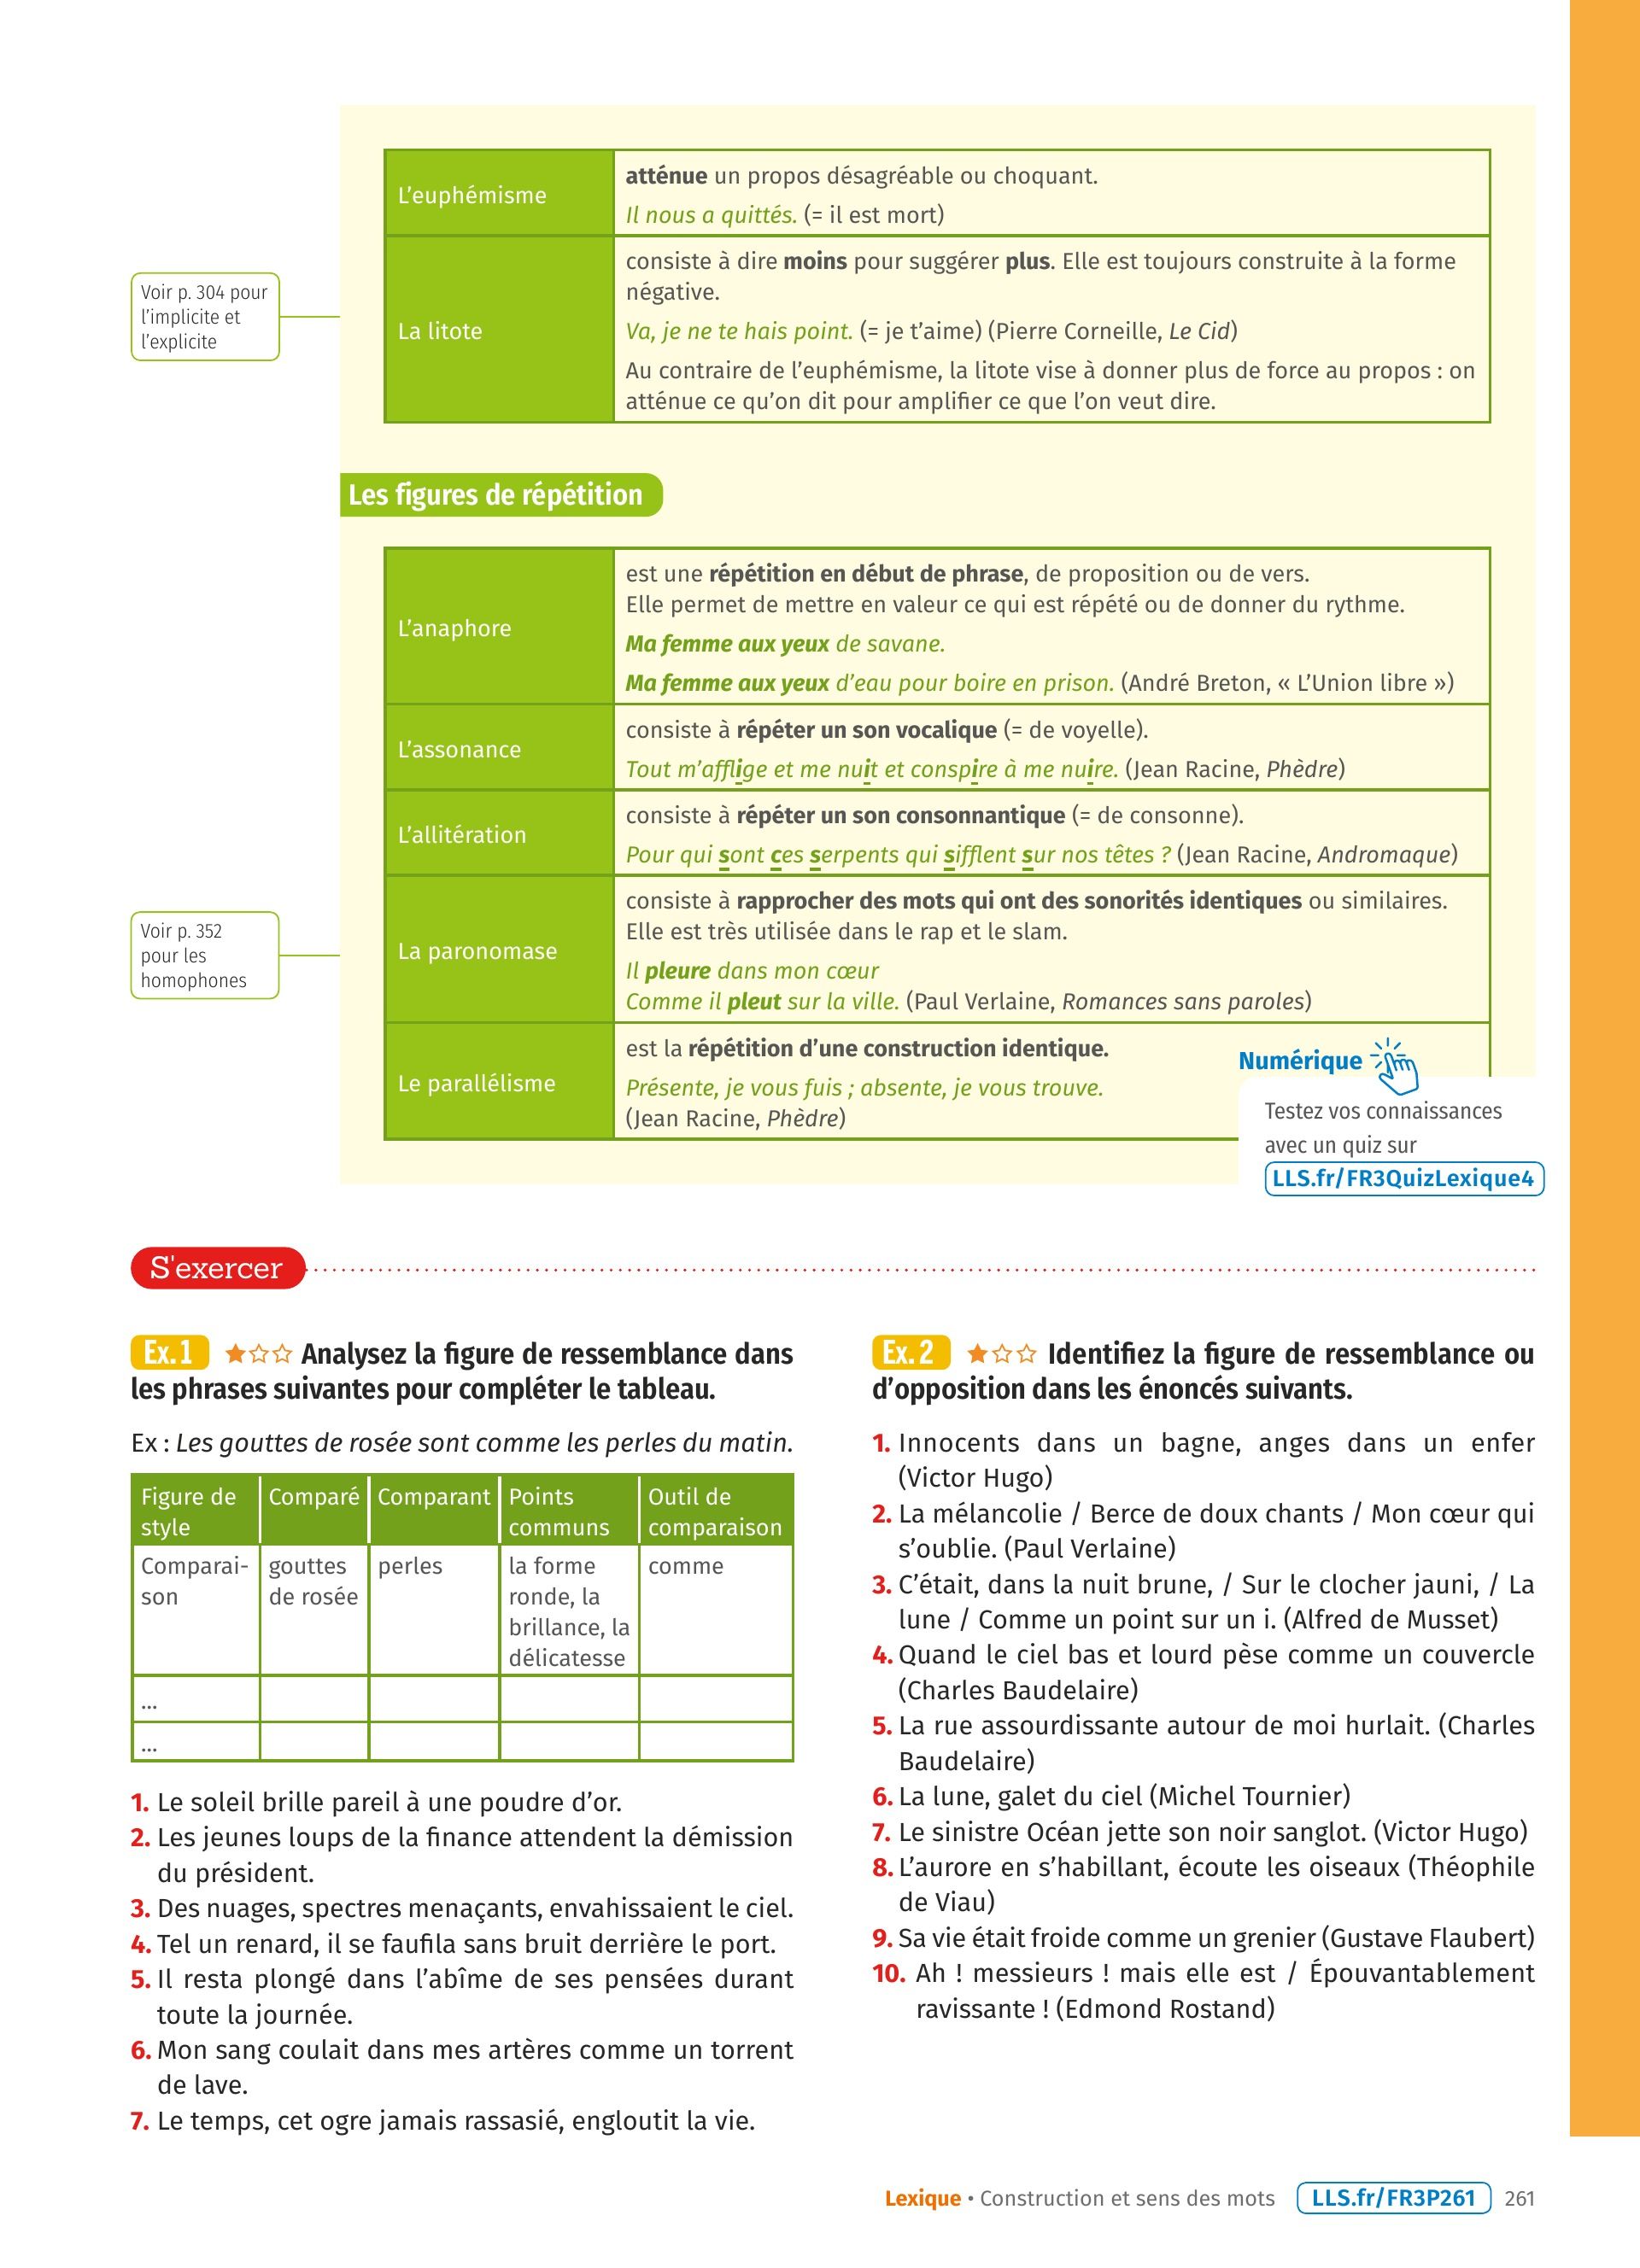 L'euphémisme
atténue un propos désagréable ou choquant.
Il nous a quittés. (= il est mort)
Voir p. 304 pour
l'implicite et
l'explicite
La litote
consiste à dire moins pour suggérer plus. Elle est toujours construite à la forme
négative.
Va, je ne te hais point. (= je t'aime) (Pierre Corneille, Le Cid)
Au contraire de l'euphémisme, la litote vise à donner plus de force au propos : on
atténue ce qu'on dit pour amplifier ce que l'on veut dire.
Les figures de répétition
L'anaphore
est une répétition en début de phrase, de proposition ou de vers.
Elle permet de mettre en valeur ce qui est répété ou de donner du rythme.
Ma femme aux yeux de savane.
Ma femme aux yeux d'eau pour boire en prison. (André Breton, « L'Union libre »)
L'assonance
consiste à répéter un son vocalique (= de voyelle).
Tout m'afflige et me nuit et conspire à me nuire. (Jean Racine, Phèdre)
L'allitération
consiste à répéter un son consonnantique (= de consonne).
Pour qui sont ces serpents qui sifflent sur nos têtes ? (Jean Racine, Andromaque)
Voir p. 352
pour les
homophones
La paronomase
consiste à rapprocher des mots qui ont des sonorités identiques ou similaires.
Elle est très utilisée dans le rap et le slam.
Il pleure dans mon cœur
Comme il pleut sur la ville. (Paul Verlaine, Romances sans paroles)
Le parallélisme
est la répétition d'une construction identique.
Présente, je vous fuis ; absente, je vous trouve.
(Jean Racine, Phèdre)
Numérique
Testez vos connaissances
avec un quiz sur
LLS.fr/FR3QuizLexique4
S'exercer
Ex. 1 Analysez la figure de ressemblance dans
les phrases suivantes pour compléter le tableau.
Ex : Les gouttes de rosée sont comme les perles du matin.
Figure de
style
Comparé
Comparant
Points
communs
Outil de
comparaison
Comparai-
son
gouttes
de rosée
perles
la forme
ronde, la
brillance, la
délicatesse
comme
...
...
1. Le soleil brille pareil à une poudre d'or.
2. Les jeunes loups de la finance attendent la démission
du président.
3. Des nuages, spectres menaçants, envahissaient le ciel.
4. Tel un renard, il se faufila sans bruit derrière le port.
5. Il resta plongé dans l'abîme de ses pensées durant
toute la journée.
6. Mon sang coulait dans mes artères comme un torrent
de lave.
7. Le temps, cet ogre jamais rassasié, engloutit la vie.
Ex. 2 Identifiez la figure de ressemblance ou
d'opposition dans les énoncés suivants.
1. Innocents dans un bagne, anges dans un enfer
(Victor Hugo)
2. La mélancolie / Berce de doux chants / Mon cœur qui
s'oublie. (Paul Verlaine)
3. C'était, dans la nuit brune, / Sur le clocher jauni, / La
lune / Comme un point sur un i. (Alfred de Musset)
4. Quand le ciel bas et lourd pèse comme un couvercle
(Charles Baudelaire)
5. La rue assourdissante autour de moi hurlait. (Charles
Baudelaire)
6. La lune, galet du ciel (Michel Tournier)
7. Le sinistre Océan jette son noir sanglot. (Victor Hugo)
8. L'aurore en s'habillant, écoute les oiseaux (Théophile
de Viau)
9. Sa vie était froide comme un grenier (Gustave Flaubert)
10. Ah ! messieurs ! mais elle est / Épouvantablement
ravissante ! (Edmond Rostand)
Lexique • Construction et sens des mots LLS.fr/FR3P261 261